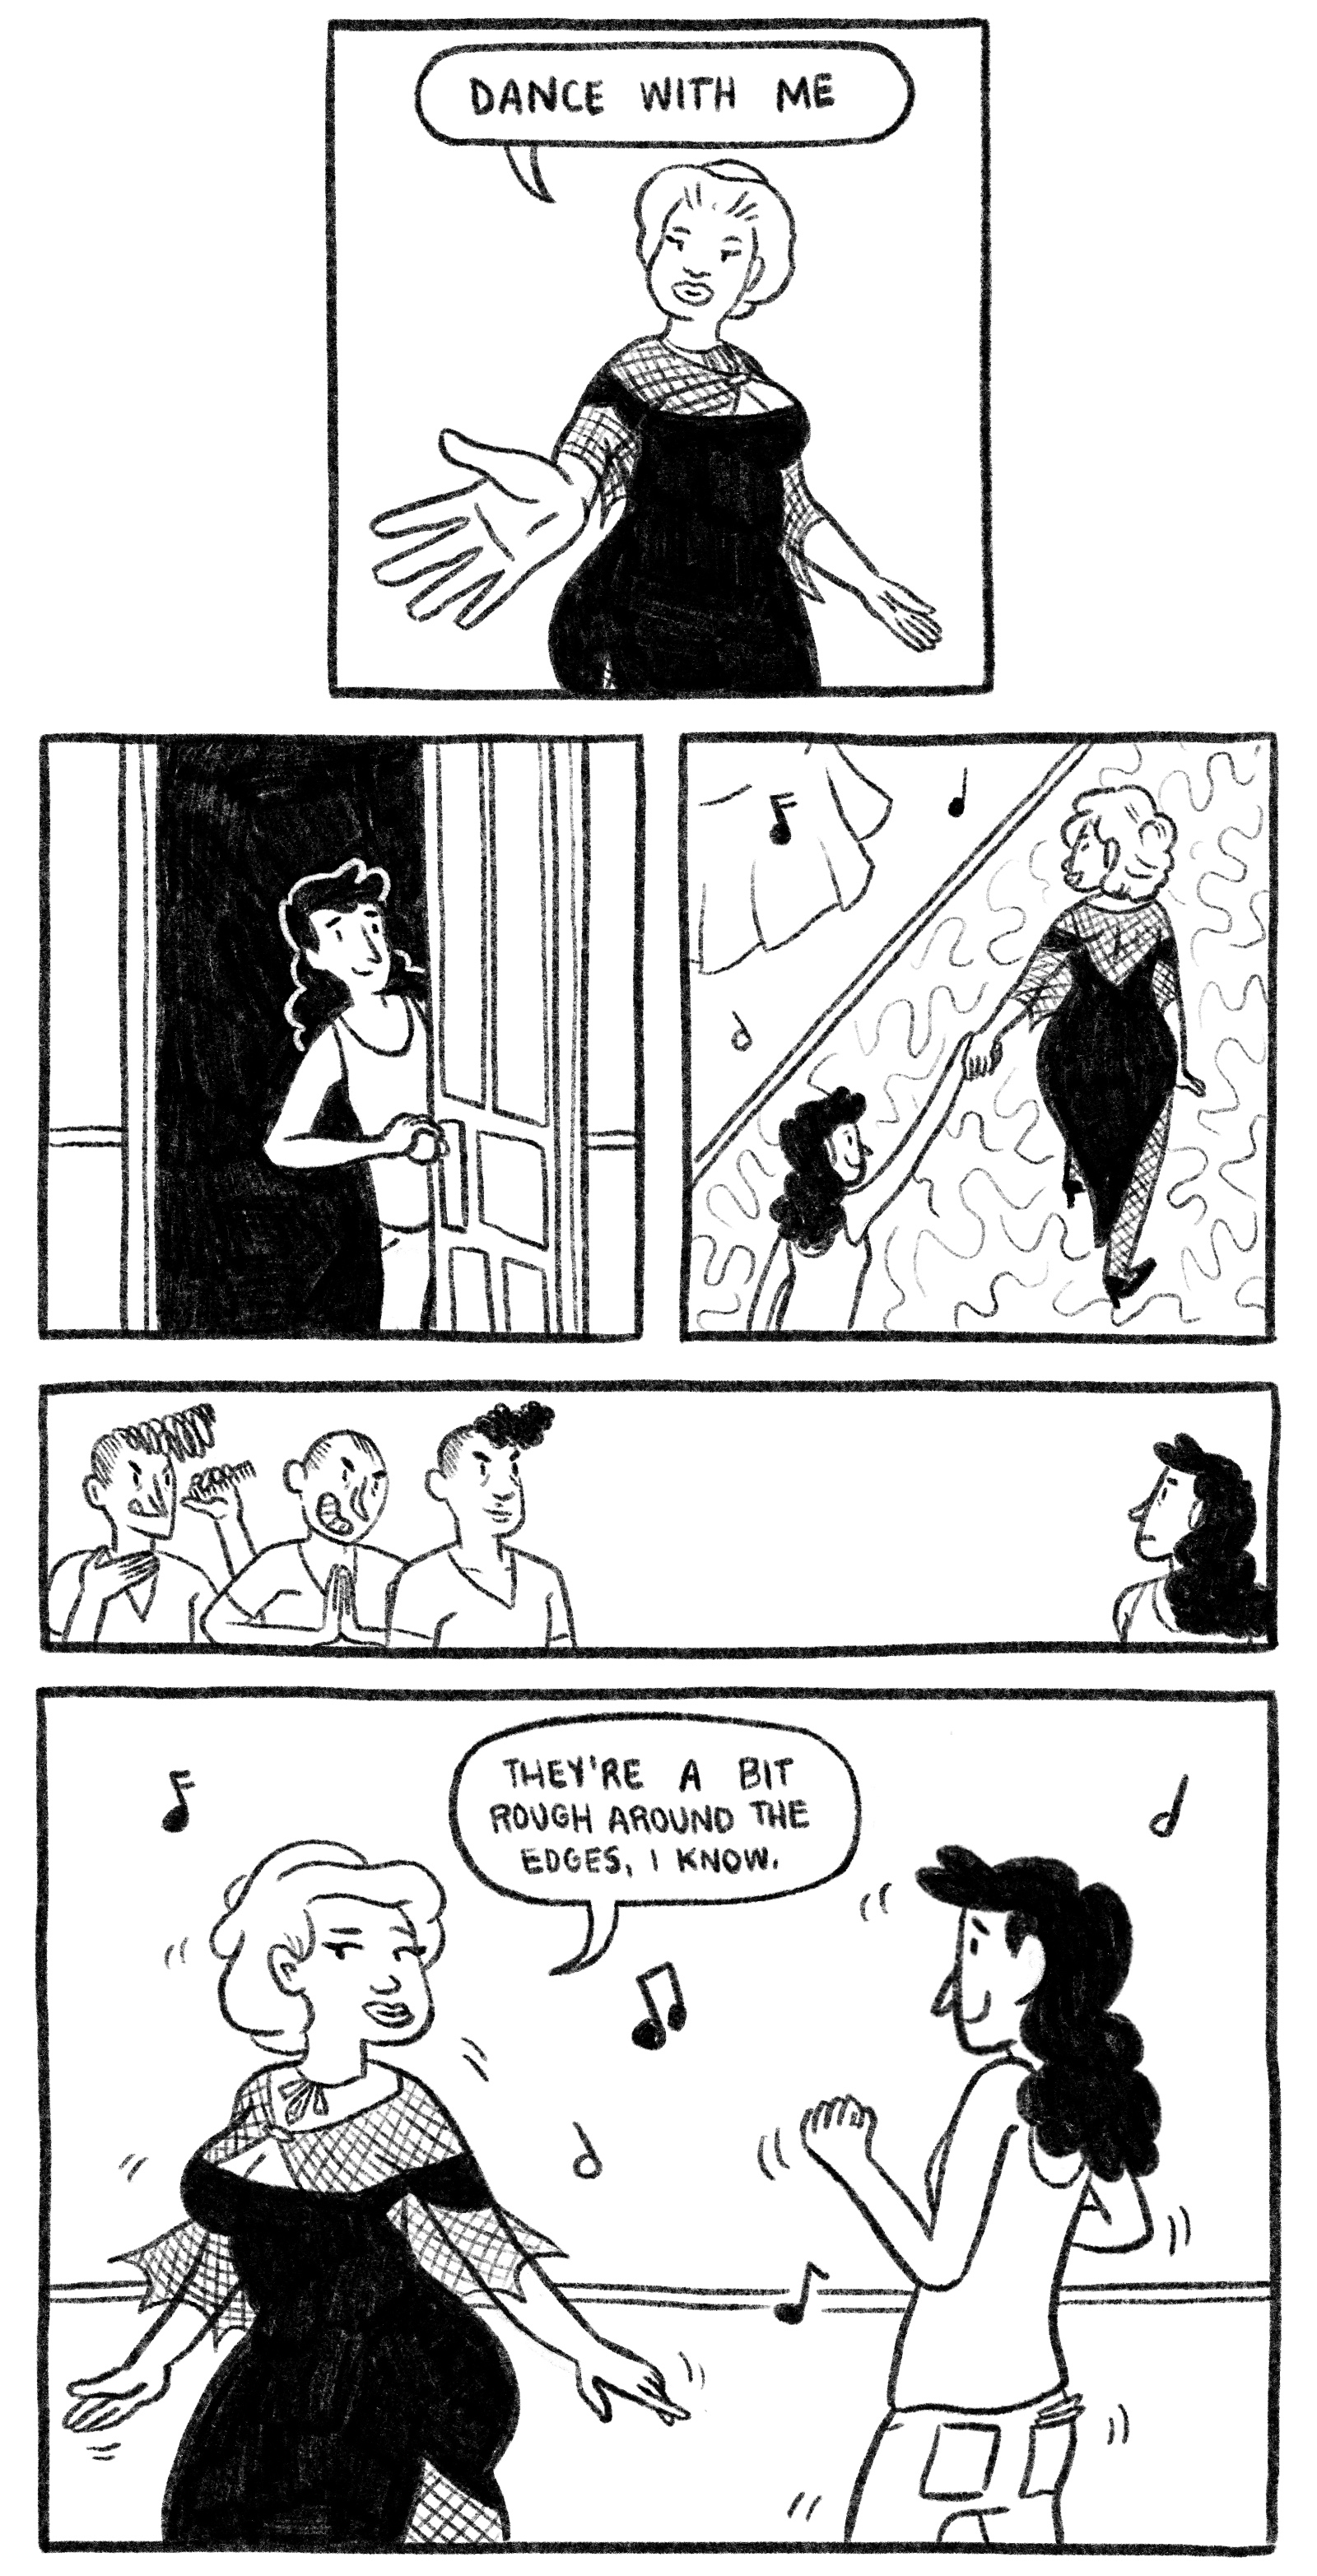 DANCE WITH ME
THEY'RE A BIT
ROUGH AROUND THE
EDGES, I KNOW.